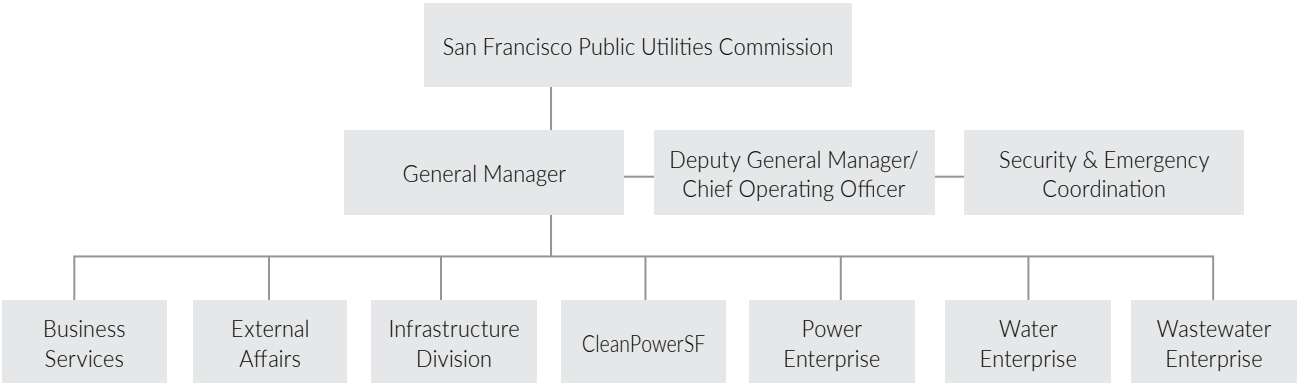 San Francisco Public Utilities Commission
General Manager
Deputy General Manager/
Chief Operating Officer
Security & Emergency
Coordination
Business
Services
External
Affairs
Infrastructure
Division
CleanPowerSF
Power
Enterprise
Water
Enterprise
Wastewater
Enterprise